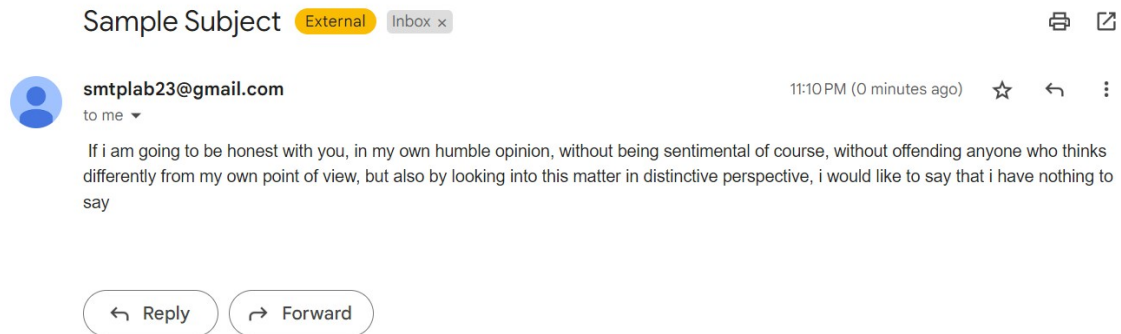 Sample Subject External Inbox ×
smtplab23@gmail.com 11:10 PM (0 minutes ago)
to me
If i am going to be honest with you, in my own humble opinion, without being sentimental of course, without offending anyone who thinks
differently from my own point of view, but also by looking into this matter in distinctive perspective, i would like to say that i have nothing to
say
Reply Forward